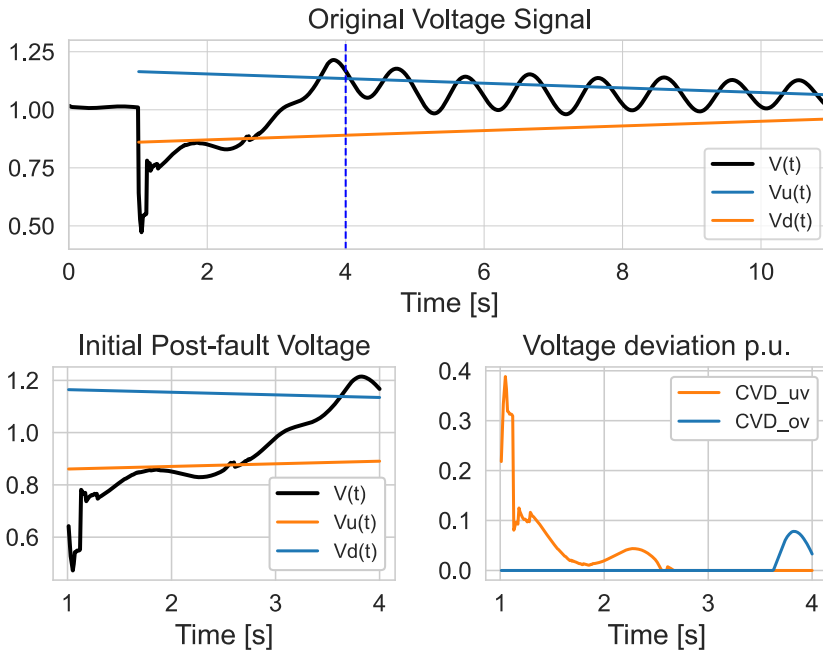 Original Voltage Signal
1.25
1.00
0.75
0.50
V(t)
Vu(t)
Vd(t)
0 2 4 6 8 10
Time [s]
Initial Post-fault Voltage
1.2
1.0
0.8
0.6
V(t)
Vu(t)
Vd(t)
1 2 3 4
Time [s]
Voltage deviation p.u.
0.4
0.3
0.2
0.1
0.0
CVD_uv
CVD_ov
1 2 3 4
Time [s]